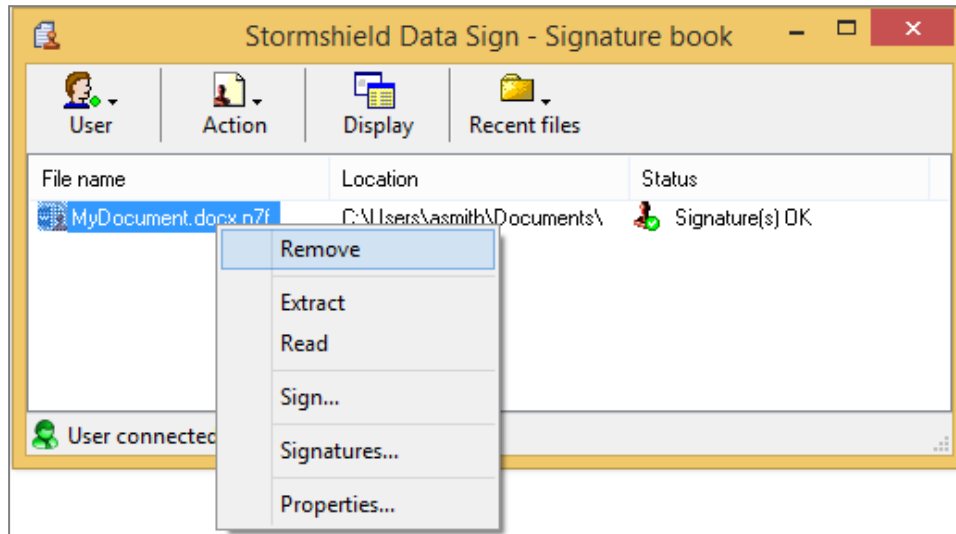 Stormshield Data Sign - Signature book
User Action Display Recent files
File name Location Status
MyDocument.docx.p7f C:\Users\asmith\Documents\ Signature(s) OK
Remove
Extract
Read
Sign...
User connected
Signatures...
Properties...